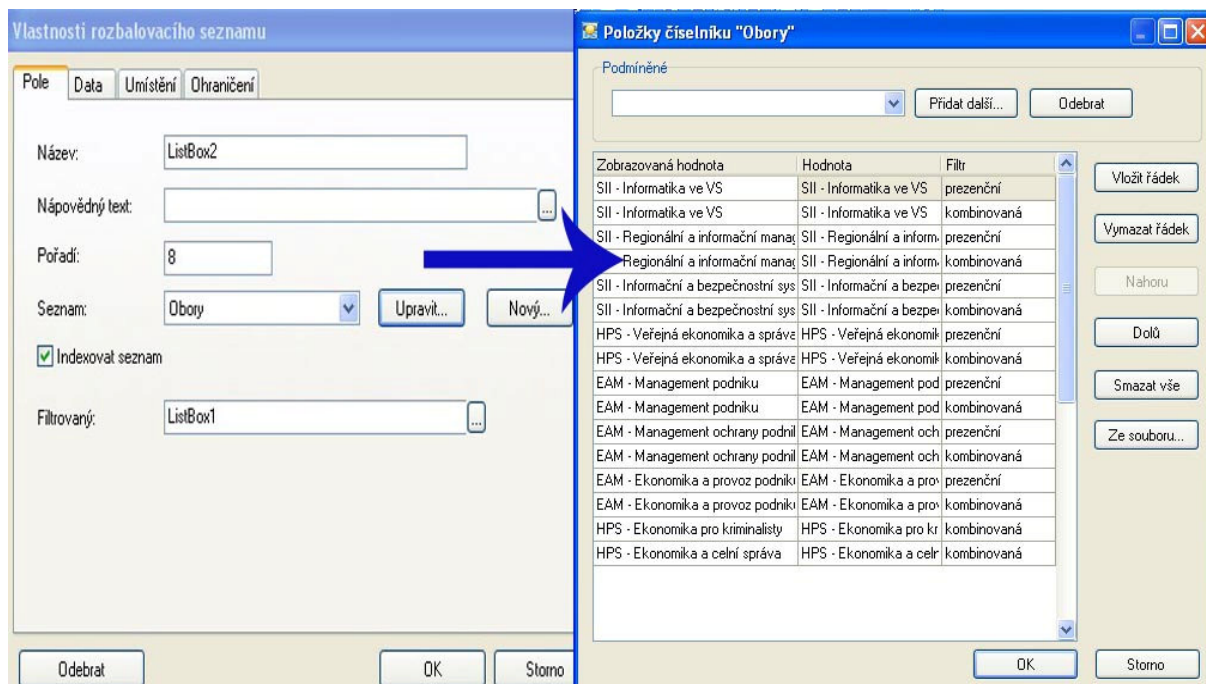 Vlastnosti rozbalovacího seznamu
Pole Data Umístění Ohraničení
Název: ListBox2
Nápovědný text: ...
Pořadí: 8
Seznam: Obory Upravit... Nový...
Indexovat seznam
Filtrovaný: ListBox1 ...
Odebrat OK Storno
Položky číselníku "Obory"
Podmíněné
Přidat další... Odebrat
Zobrazovaná hodnota Hodnota Filtr
SII - Informatika ve VS SII - Informatika ve VS prezenční
SII - Informatika ve VS SII - Informatika ve VS kombinovaná
SII - Regionální a informační manag SII - Regionální a inform. prezenční
Regionální a informační manag SII - Regionální a inform. kombinovaná
SII - Informační a bezpečnostní sys SII - Informační a bezpe prezenční
SII - Informační a bezpečnostní sys SII - Informační a bezpe kombinovaná
HPS - Veřejná ekonomika a správa HPS - Veřejná ekonomik prezenční
HPS - Veřejná ekonomika a správa HPS - Veřejná ekonomik kombinovaná
EAM - Management podniku EAM - Management pod prezenční
EAM - Management podniku EAM - Management pod kombinovaná
EAM - Management ochrany podnil EAM - Management och prezenční
EAM - Management ochrany podnil EAM - Management och kombinovaná
EAM - Ekonomika a provoz podnik EAM - Ekonomika a pro prezenční
EAM - Ekonomika a provoz podnik EAM - Ekonomika a pro kombinovaná
HPS - Ekonomika pro kriminalisty HPS - Ekonomika pro kr kombinovaná
HPS - Ekonomika a celní správa HPS - Ekonomika a celr kombinovaná
Vložit řádek
Vymazat řádek
Nahoru
Dolů
Smazat vše
Ze souboru...
OK Storno